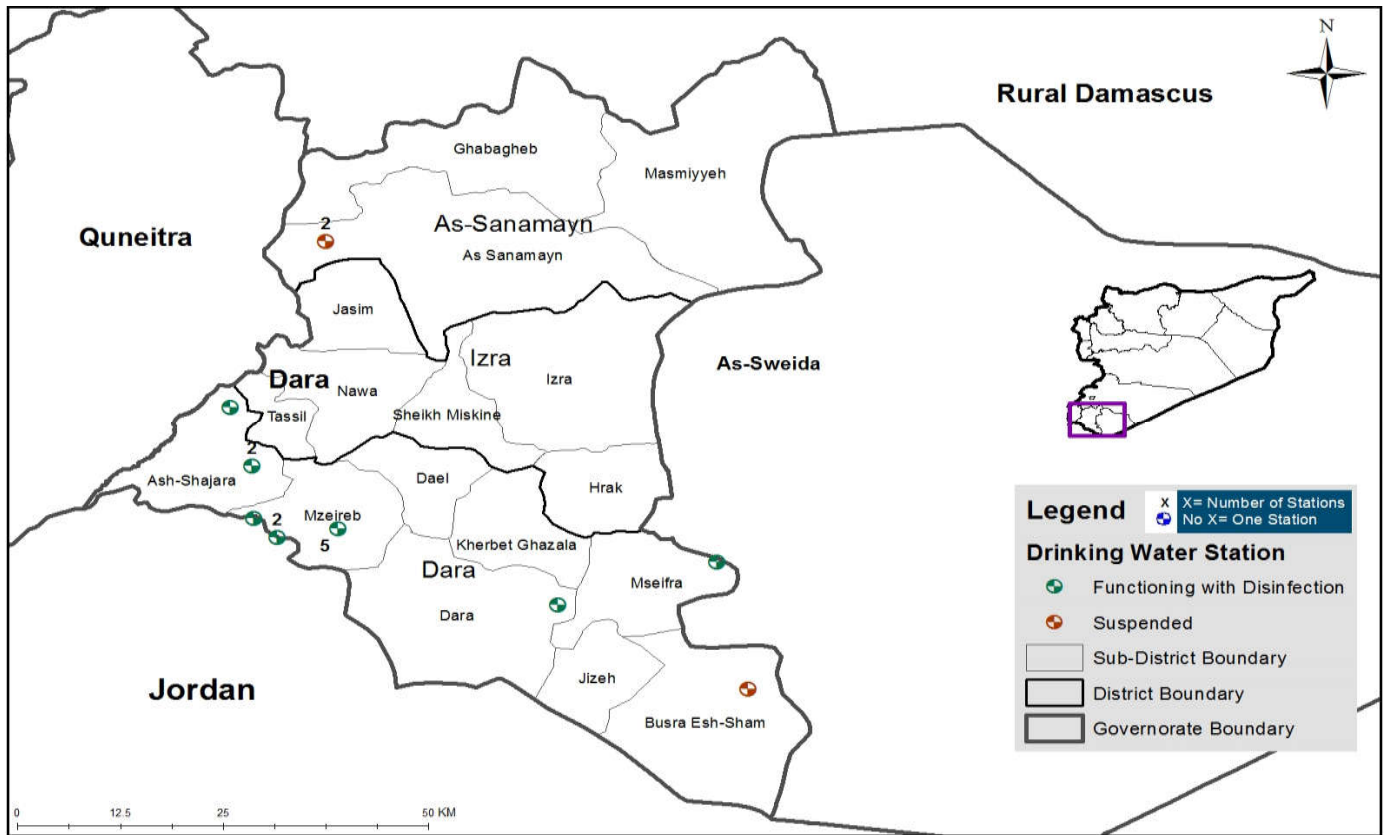 N
Rural Damascus
Ghabagheb
Masmiyyeh
Quneitra
2
As-Sanamayn
As Sanamayn
Jasim
Izra
Izra
As-Sweida
Dara
Nawa
Tassil
Sheikh Miskine
2
Ash-Shajara
Dael
Hrak
Mzeireb
2
5
Kherbet Ghazala
Dara
Mseifra
Dara
Jizeh
Jordan
Busra Esh-Sham
Legend
X X= Number of Stations
No X= One Station
Drinking Water Station
Functioning with Disinfection
Suspended
Sub-District Boundary
District Boundary
Governorate Boundary
0 12.5 25 50 KM